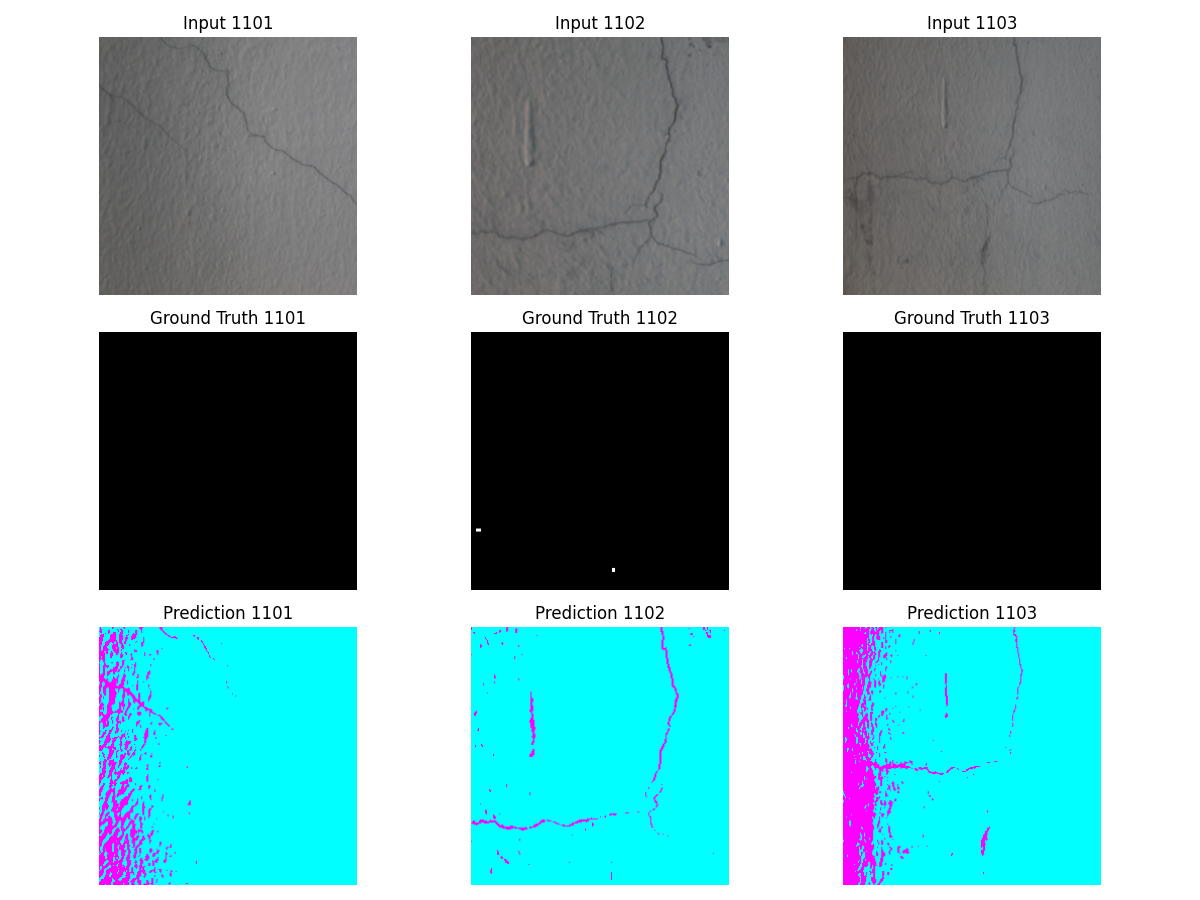 Input 1101
Input 1102
Input 1103
Ground Truth 1101
Ground Truth 1102
Ground Truth 1103
Prediction 1101
Prediction 1102
Prediction 1103